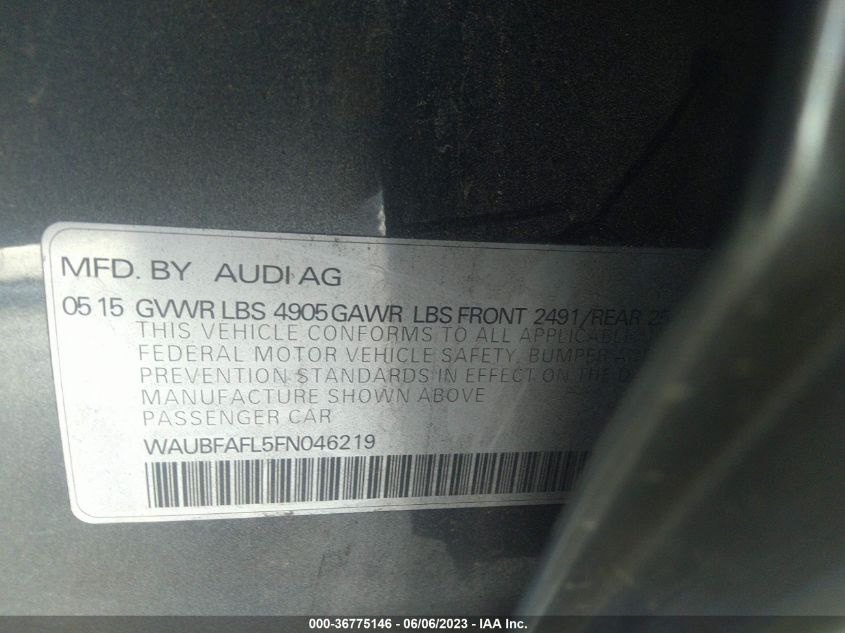 MFD. BY AUDI AG
05 15 GVWR LBS 4905 GAWR LBS FRONT 2491/REAR
THIS VEHICLE CONFORMS TO ALL APPLICABLE
FEDERAL MOTOR VEHICLE SAFETY, BUMPER
PREVENTION STANDARDS IN EFFECT ON THE
MANUFACTURE SHOWN ABOVE
PASSENGER CAR
WAUBFAFL5FN046219
000-36775146 - 06/06/2023 - IAA Inc.